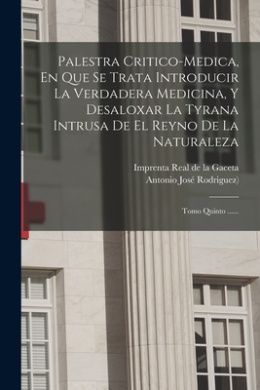 Palestra Critico-Medica,
En Que Se Trata Introducir
La Verdadera Medicina, Y
Desaloxar La Tyrana
Intrusa De El Reyno De La
Naturaleza
Imprenta Real de la Gaceta
Antonio José Rodriguez)
Tomo Quinto ......